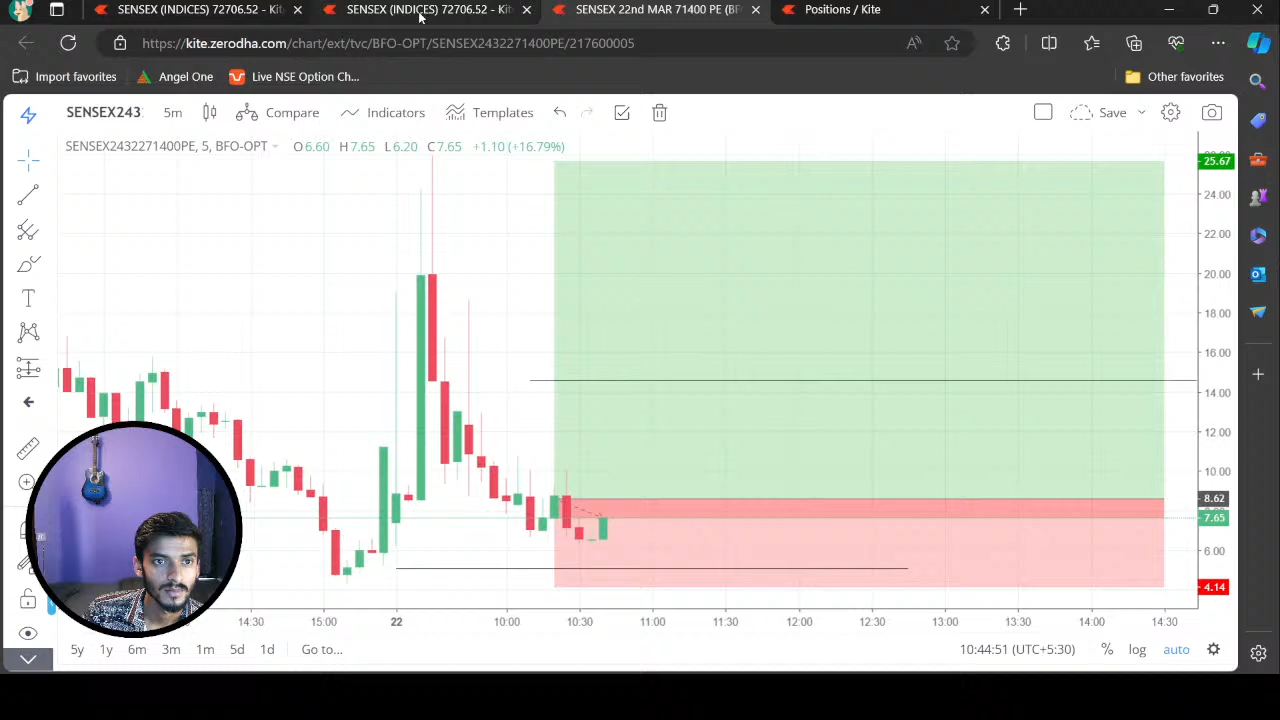 SENSEX (INDICES) 72706.52 - Kite
SENSEX (INDICES) 72706.52 - Kit
SENSEX 22nd MAR 71400 PE (BF
Positions / Kite
https://kite.zerodha.com/chart/ext/tvc/BFO-OPT/SENSEX2432271400PE/217600005
Import favorites
Angel One
Live NSE Option Ch...
Other favorites
SENSEX243
5m
Compare
Indicators
Templates
Save
SENSEX2432271400PE, 5, BFO-OPT
O6.60 H7.65 L6.20 C7.65 +1.10 (+16.79%)
25.67
24.00
22.00
20.00
18.00
16.00
14.00
12.00
10.00
8.62
7.65
6.00
4.14
14:30 15:00 22 10:00 10:30 11:00 11:30 12:00 12:30 13:00 13:30 14:00 14:30
5y 1y 6m 3m 1m 5d 1d Go to...
10:44:51 (UTC+5:30) % log auto